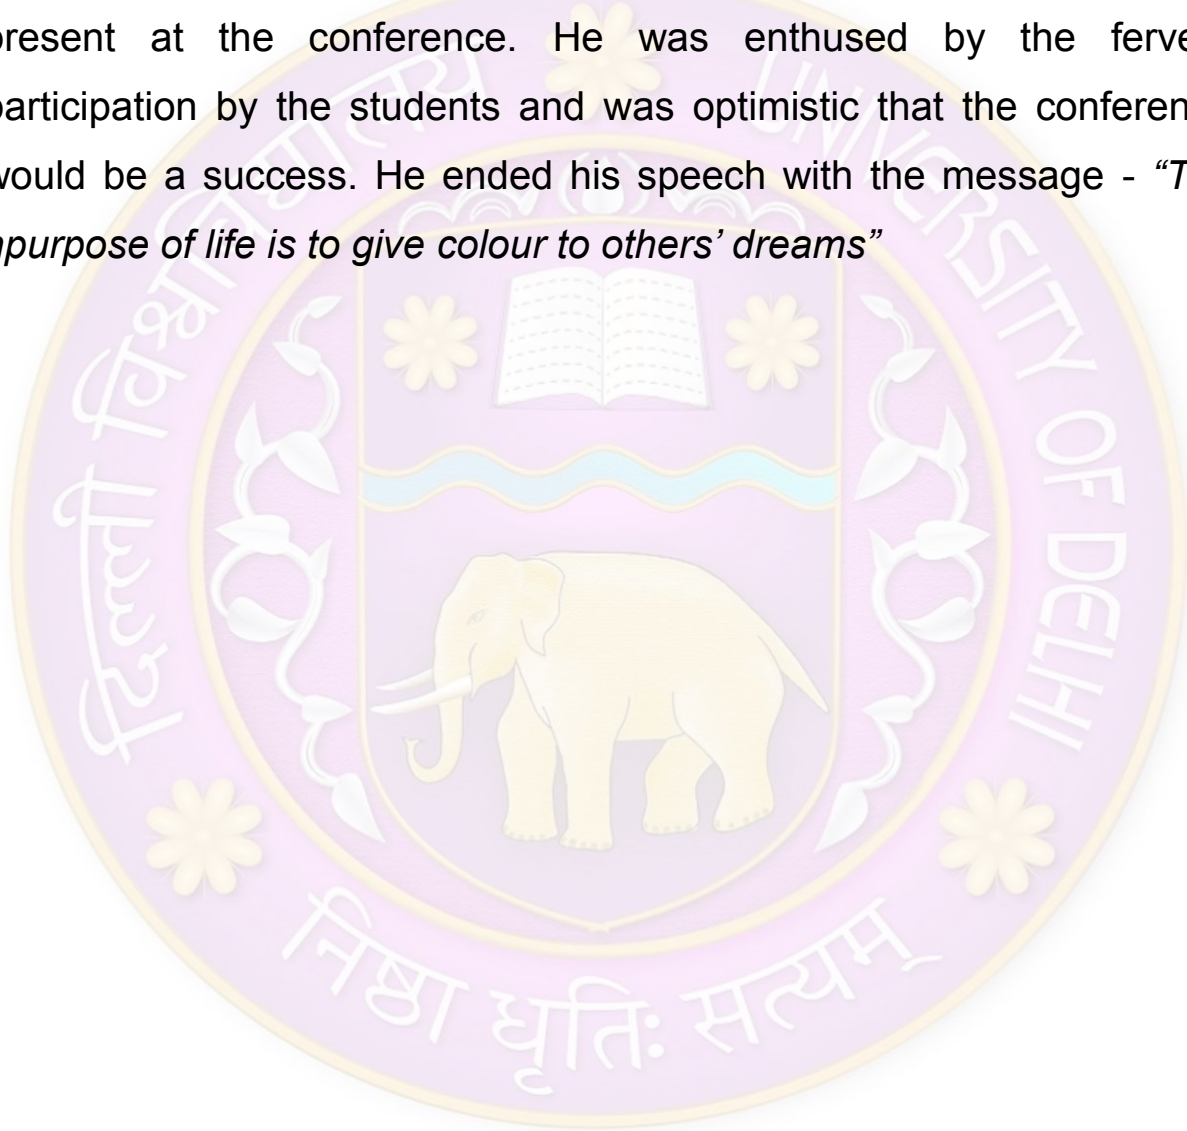 present at the conference. He was enthused by the ferve
participation by the students and was optimistic that the conferen
would be a success. He ended his speech with the message - “T
purpose of life is to give colour to others’ dreams”
दिल्ली विश्वविद्यालय
UNIVERSITY OF DELHI
निष्ठा धृतिः सत्यम्